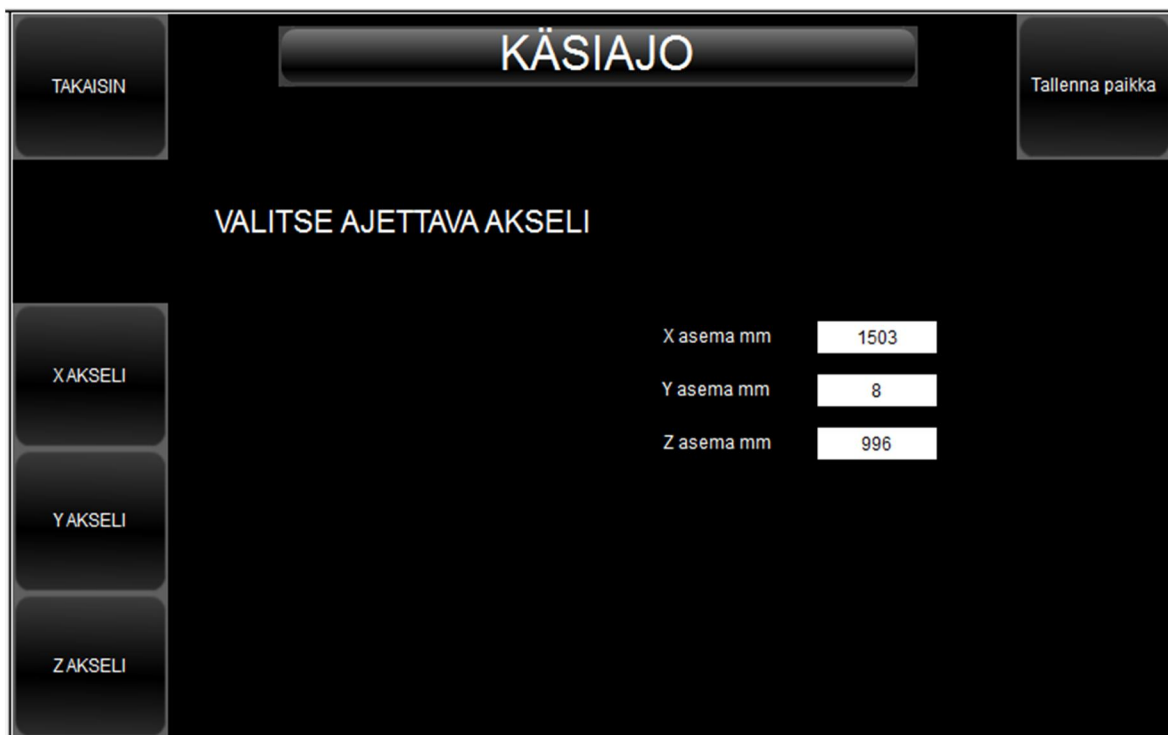 TAKAISIN
KÄSIAJO
Tallenna paikka
VALITSE AJETTAVA AKSELI
X asema mm 1503
Y asema mm 8
Z asema mm 996
X AKSELI
Y AKSELI
Z AKSELI